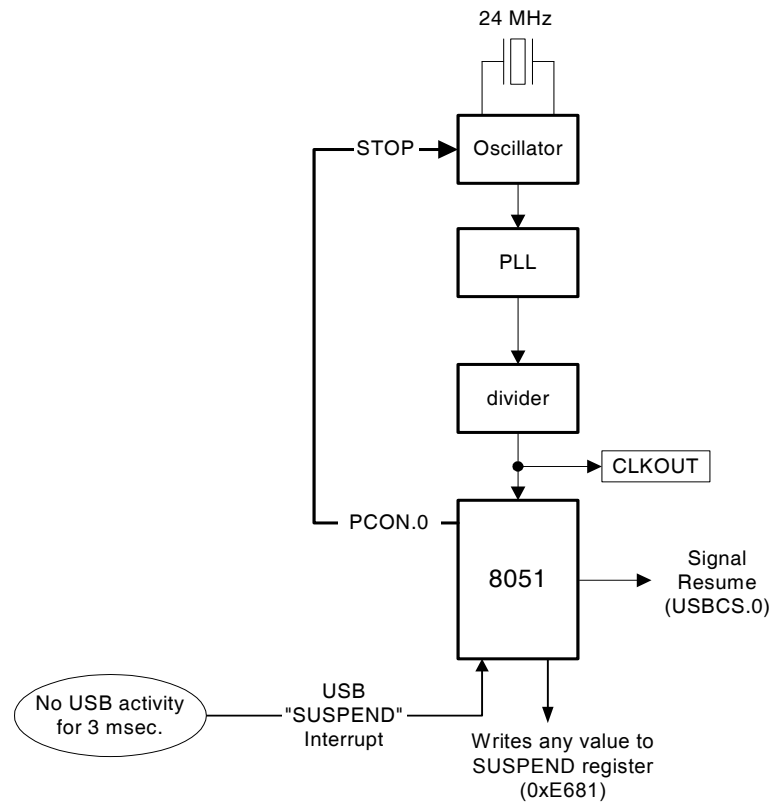 24 MHz
STOP
Oscillator
PLL
divider
CLKOUT
PCON.0
8051
Signal
Resume
(USBCS.0)
No USB activity
for 3 msec.
USB
"SUSPEND"
Interrupt
Writes any value to
SUSPEND register
(0xE681)